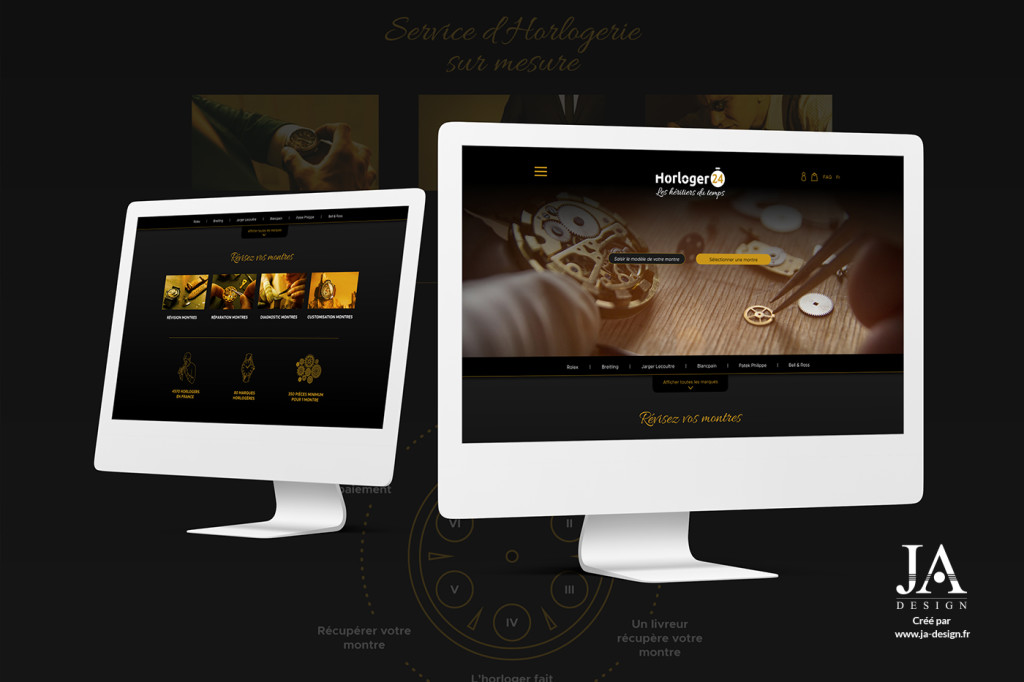 Service d'Horlogerie
sur mesure
Rolex | Breitling | Jarger Lecoultre | Blancpain | Patek Philippe | Bell & Ross
Afficher toutes les marques
Révisez vos montres
RÉVISION MONTRES
RÉPARATION MONTRES
DIAGNOSTIC MONTRES
CUSTOMISATION MONTRES
4570 HORLOGERS
EN FRANCE
80 MARQUES
HORLOGÈRES
250 PIÈCES MINIMUM
POUR 1 MONTRE
Horloger 24
Les héritiers du temps
FAQ Fr
Saisir le modèle de votre montre
Sélectionner une montre
Rolex | Breitling | Jarger Lecoultre | Blancpain | Patek Philippe | Bell & Ross
Afficher toutes les marques
Révisez vos montres
paiement
VI
II
V
III
IV
Récupérer votre
montre
Un livreur
récupère votre
montre
L'horloger fait
JA
DESIGN
Créé par
www.ja-design.fr